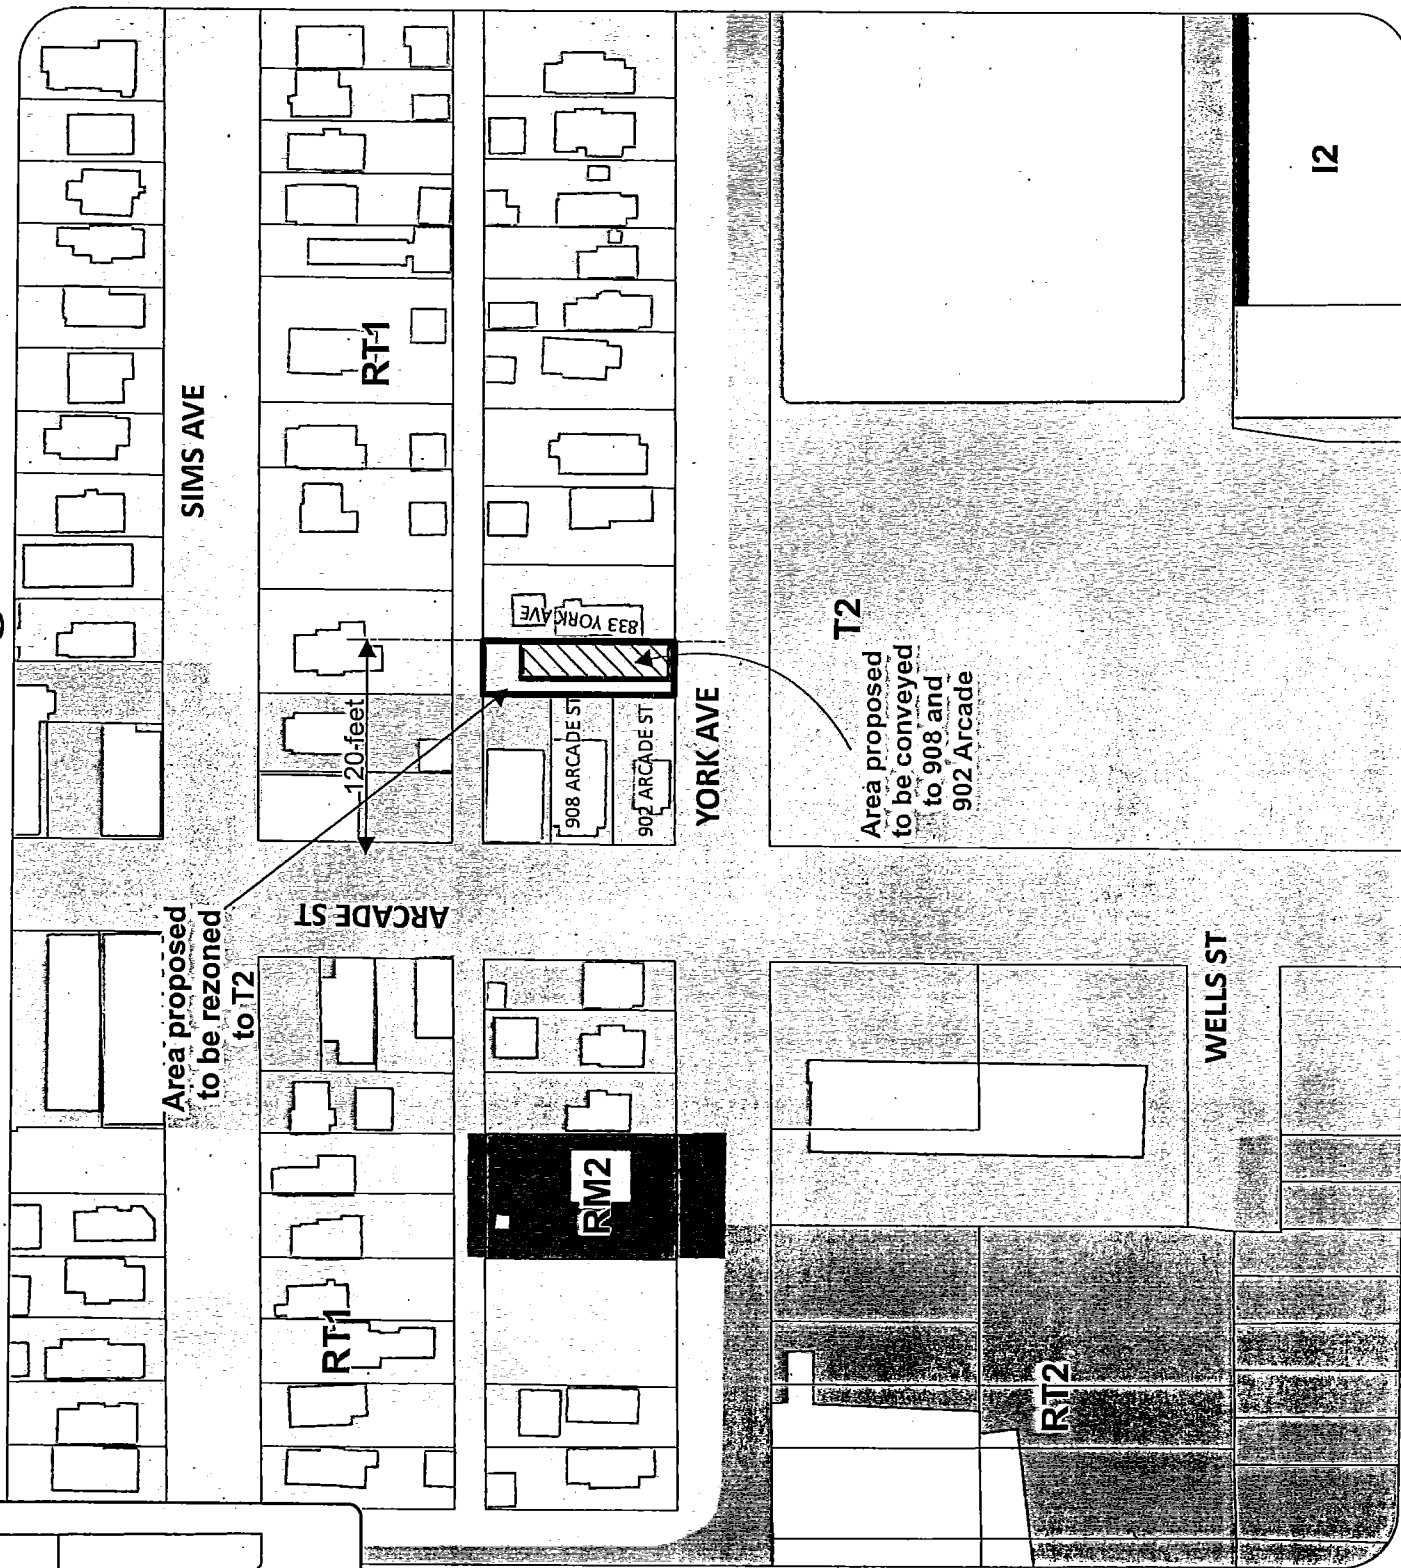 SIMS AVE
RT1
833 YORK
AVE
120-feet
908 ARCADE ST
902 ARCADE ST
YORK AVE
T2
Area proposed
to be conveyed
to 908 and
902 Arcade
I2
ARCADE ST
Area proposed
to be rezoned
to T2
WELLS ST
RM2
RT1
RT2